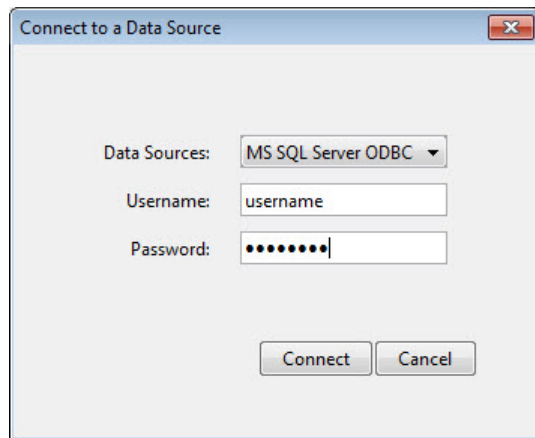 Connect to a Data Source
Data Sources: MS SQL Server ODBC
Username: username
Password: ●●●●●●●●
Connect Cancel